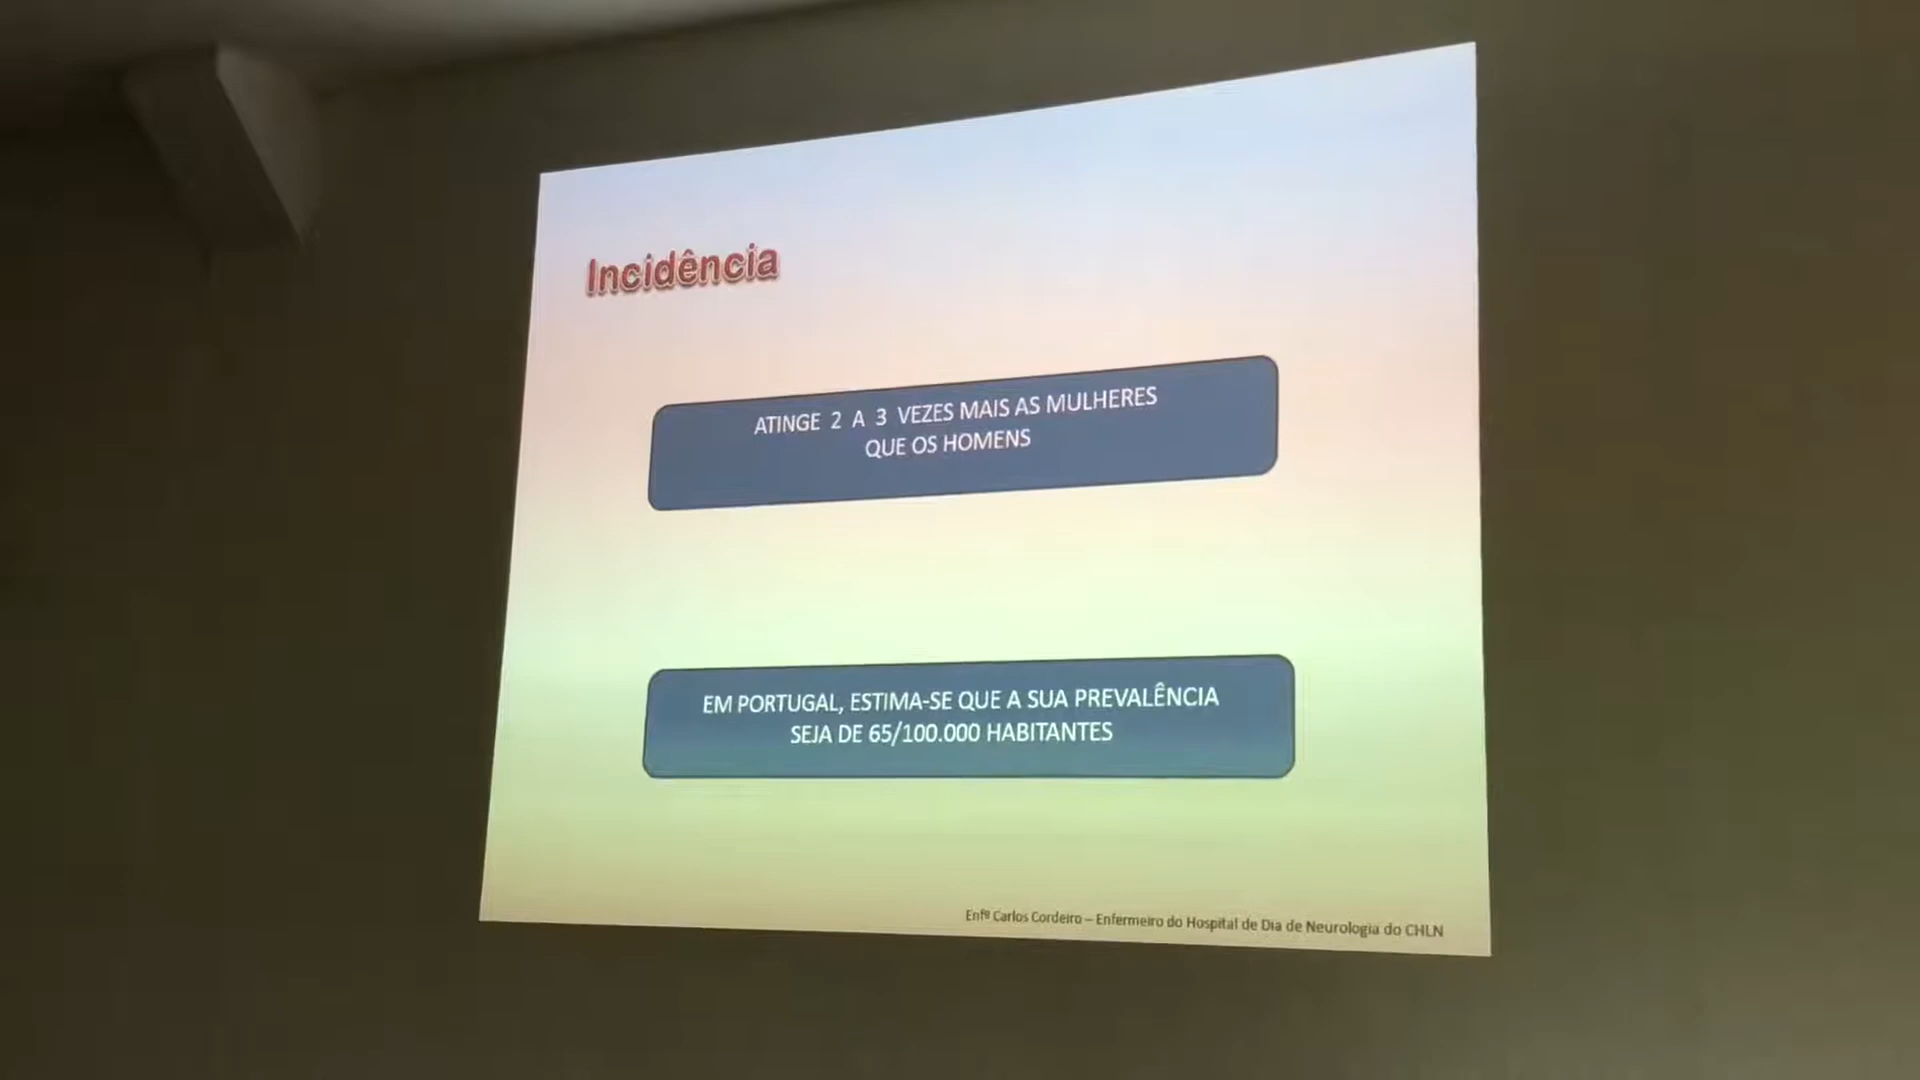 Incidência
ATINGE 2 A 3 VEZES MAIS AS MULHERES
QUE OS HOMENS
EM PORTUGAL, ESTIMA-SE QUE A SUA PREVALÊNCIA
SEJA DE 65/100.000 HABITANTES
Enfº Carlos Cordeiro – Enfermeiro do Hospital de Dia de Neurologia do CHLN